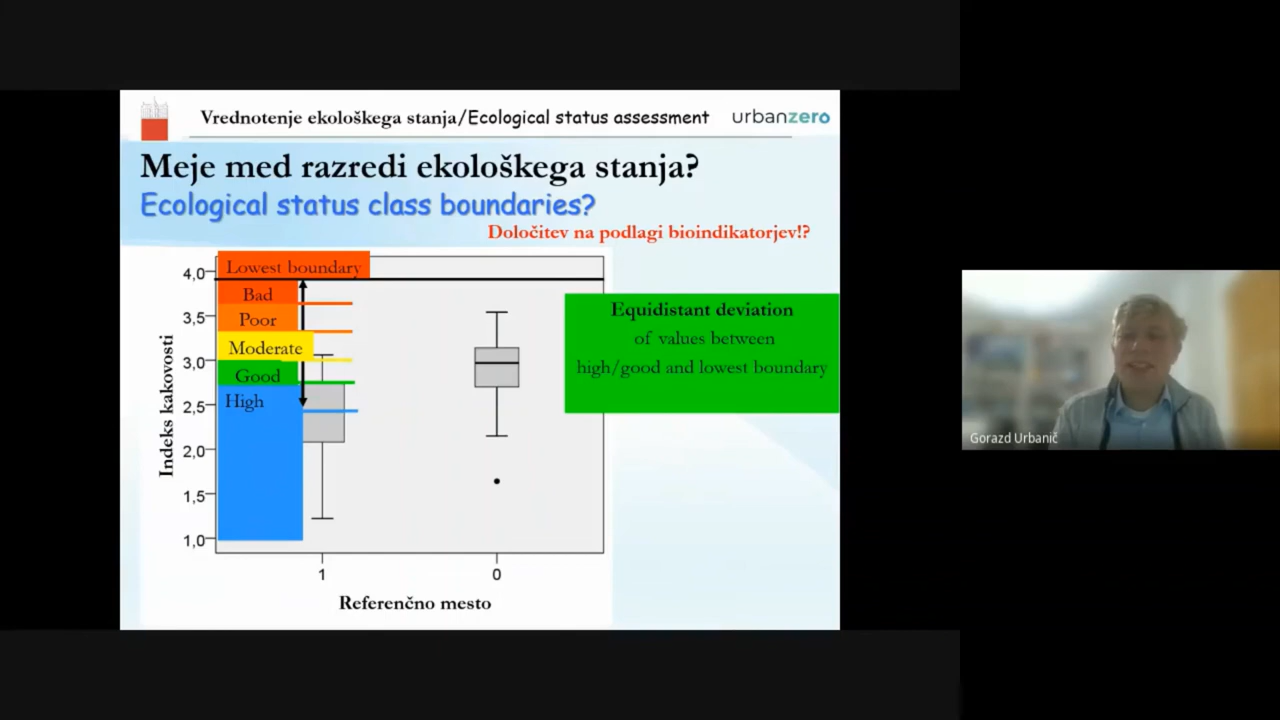 Vrednotenje ekološkega stanja/Ecological status assessment
urbanzero
Meje med razredi ekološkega stanja?
Ecological status class boundaries?
Določitev na podlagi bioindikatorjev!?
Lowest boundary
Bad
Poor
Moderate
Good
High
Equidistant deviation
of values between
high/good and lowest boundary
Indeks kakovosti
4,0
3,5
3,0
2,5
2,0
1,5
1,0
1 0
Referenčno mesto
Gorazd Urbanič